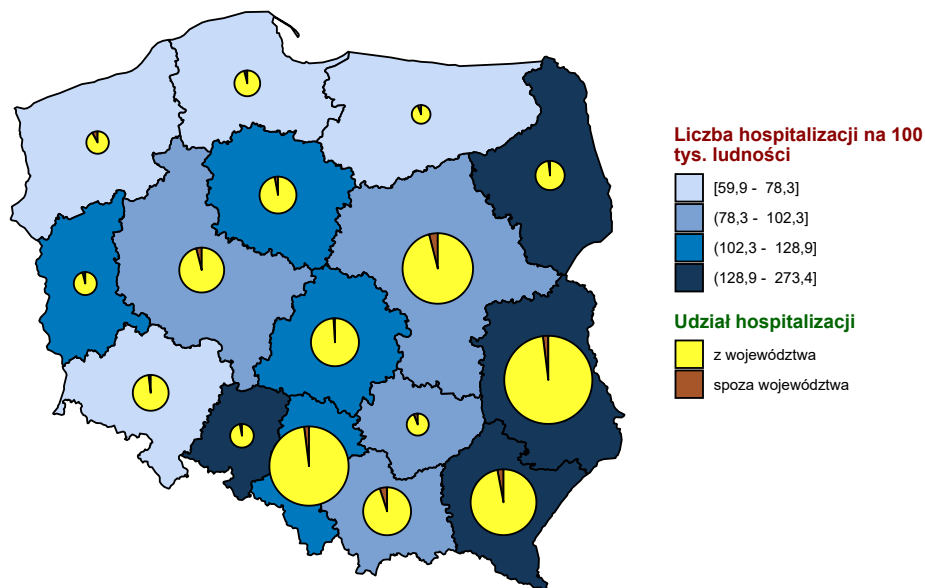 Liczba hospitalizacji na 100
tys. ludności
[59,9 - 78,3]
(78,3 - 102,3]
(102,3 - 128,9]
(128,9 - 273,4]
Udział hospitalizacji
z województwa
spoza województwa